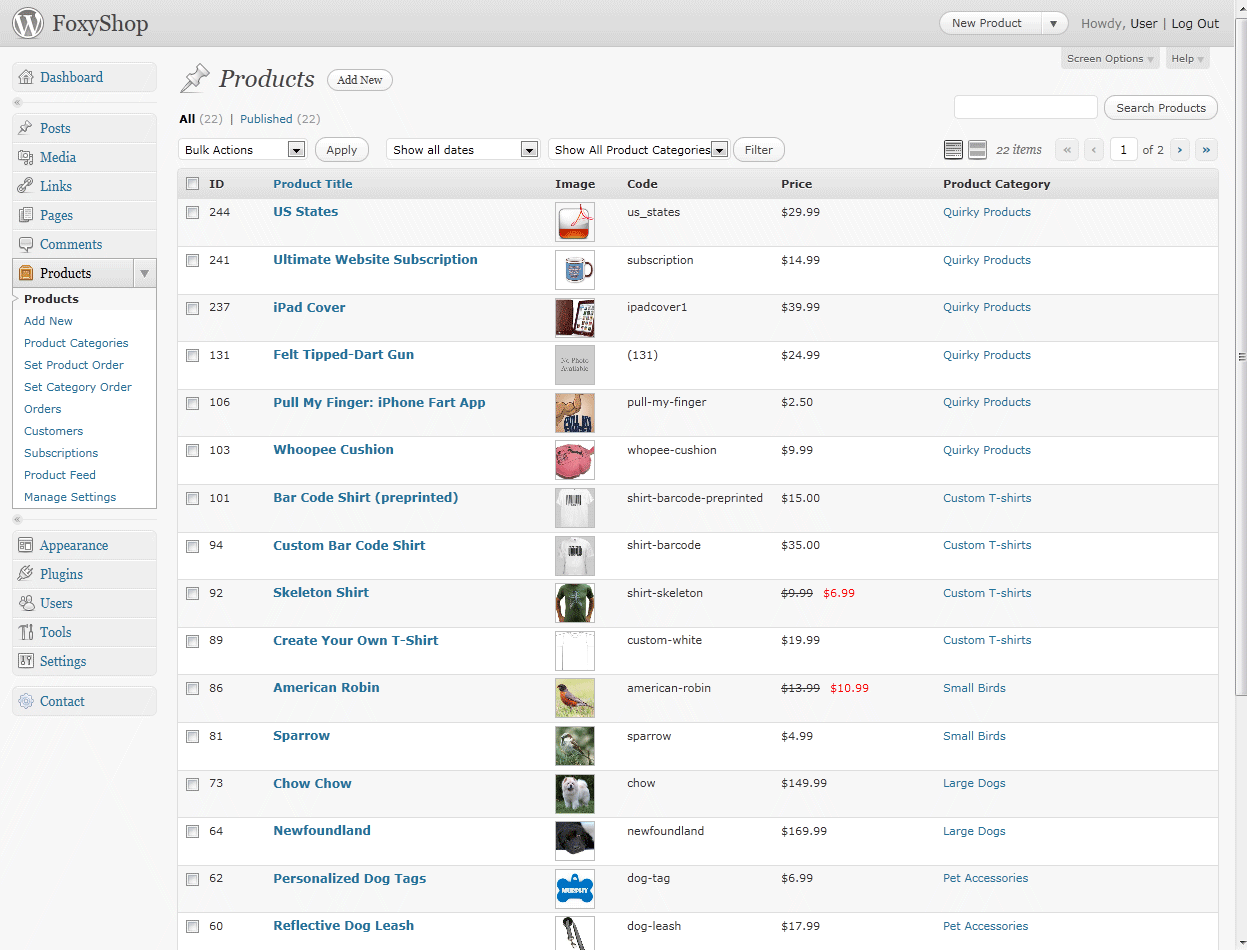 FoxyShop
New Product
Howdy, User | Log Out
Screen Options
Help
Dashboard
Posts
Media
Links
Pages
Comments
Products
Products
Add New
Product Categories
Set Product Order
Set Category Order
Orders
Customers
Subscriptions
Product Feed
Manage Settings
Appearance
Plugins
Users
Tools
Settings
Contact
Products
Add New
Search Products
All (22) | Published (22)
Bulk Actions
Apply
Show all dates
Show All Product Categories
Filter
22 items « ‹ 1 of 2 › »
ID Product Title Image Code Price Product Category
244 US States us_states $29.99 Quirky Products
241 Ultimate Website Subscription subscription $14.99 Quirky Products
237 iPad Cover ipadcover1 $39.99 Quirky Products
131 Felt Tipped-Dart Gun No Photo Available (131) $24.99 Quirky Products
106 Pull My Finger: iPhone Fart App pull-my-finger $2.50 Quirky Products
103 Whoopee Cushion whopee-cushion $9.99 Quirky Products
101 Bar Code Shirt (preprinted) shirt-barcode-preprinted $15.00 Custom T-shirts
94 Custom Bar Code Shirt shirt-barcode $35.00 Custom T-shirts
92 Skeleton Shirt shirt-skeleton $9.99 $6.99 Custom T-shirts
89 Create Your Own T-Shirt custom-white $19.99 Custom T-shirts
86 American Robin american-robin $13.99 $10.99 Small Birds
81 Sparrow sparrow $4.99 Small Birds
73 Chow Chow chow $149.99 Large Dogs
64 Newfoundland newfoundland $169.99 Large Dogs
62 Personalized Dog Tags MURPHY dog-tag $6.99 Pet Accessories
60 Reflective Dog Leash dog-leash $17.99 Pet Accessories